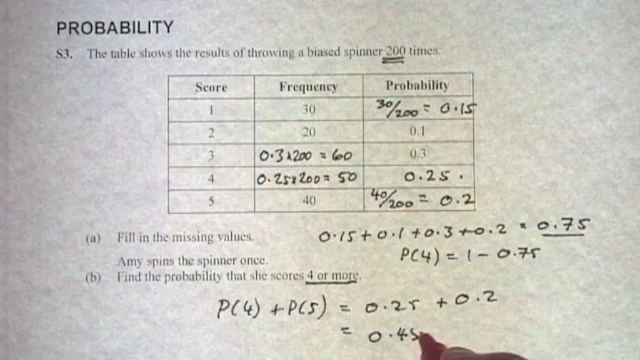 PROBABILITY
S3. The table shows the results of throwing a biased spinner 200 times.
Score Frequency Probability
1 30 30/200 = 0.15
2 20 0.1
3 0.3x200 = 60 0.3
4 0.25x200 = 50 0.25.
5 40 40/200 = 0.2
(a) Fill in the missing values. 0.15 + 0.1 + 0.3 + 0.2 = 0.75
Amy spins the spinner once. P(4) = 1 - 0.75
(b) Find the probability that she scores 4 or more.
P(4) + P(5) = 0.25 + 0.2
= 0.45